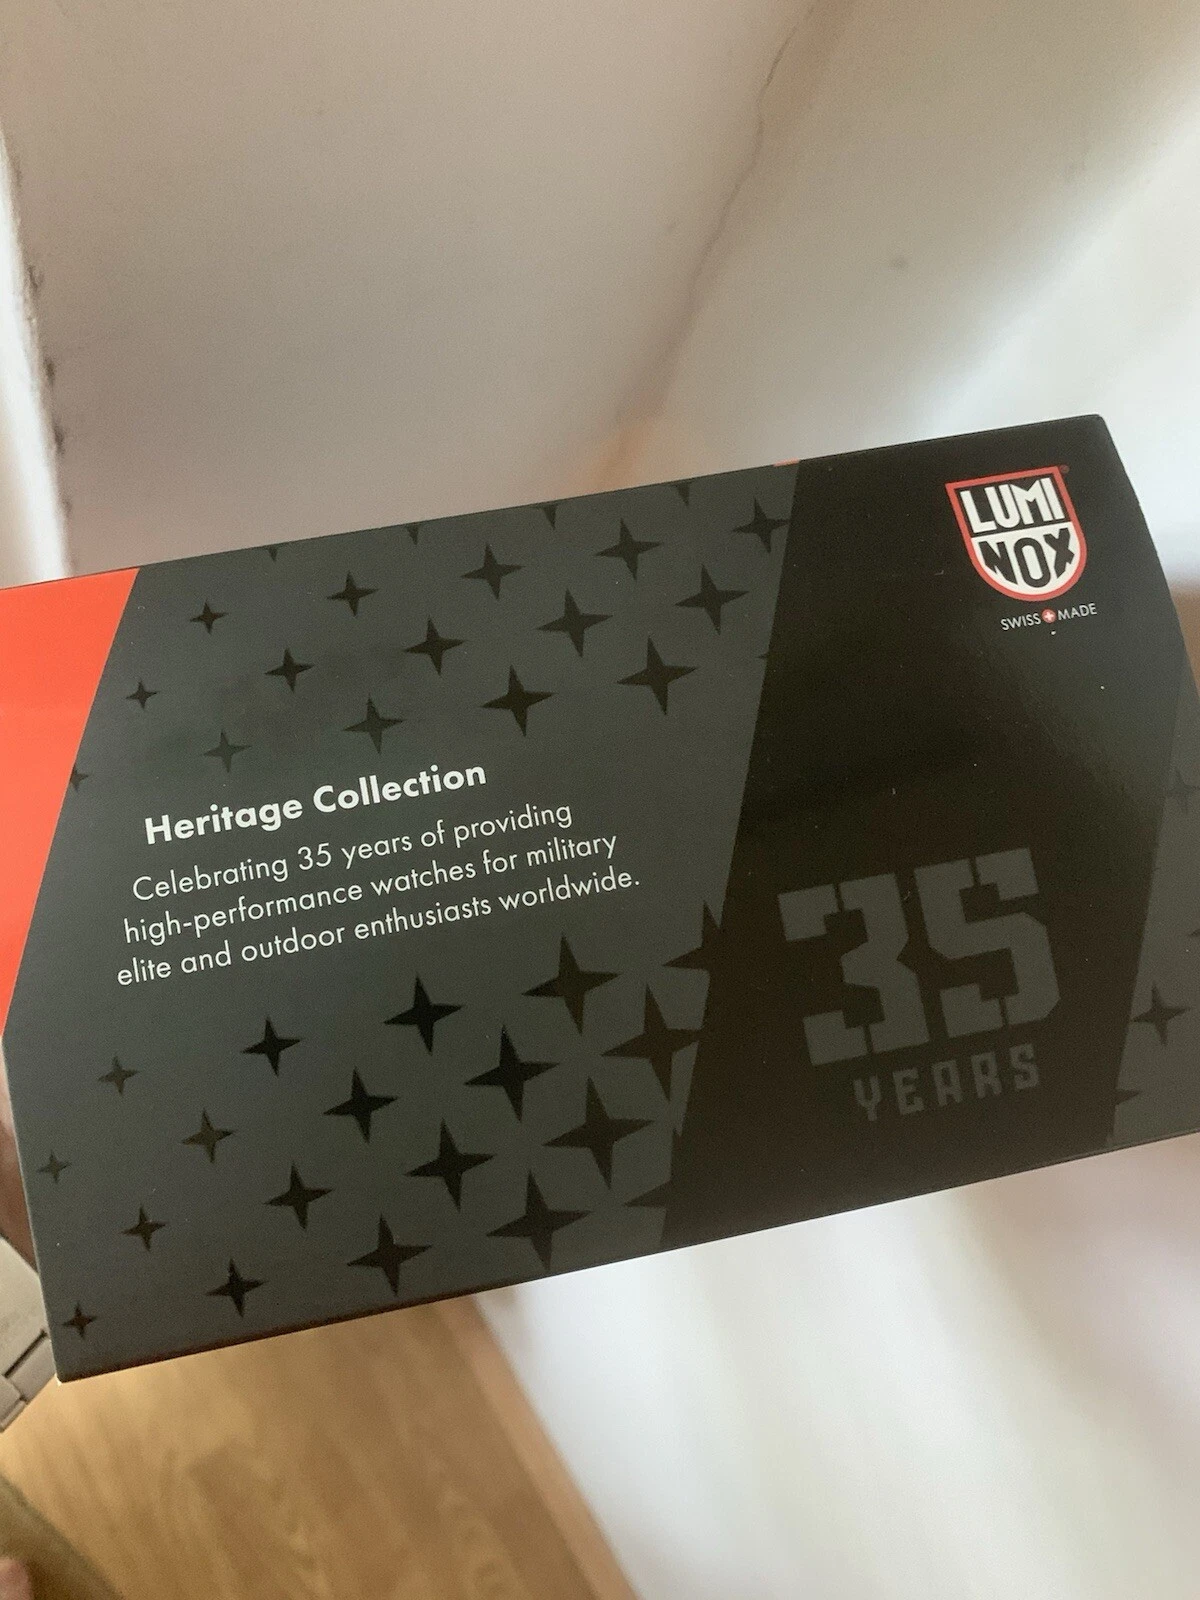 LUMI
NOX
SWISS MADE
Heritage Collection
Celebrating 35 years of providing
high-performance watches for military
elite and outdoor enthusiasts worldwide.
35
YEARS